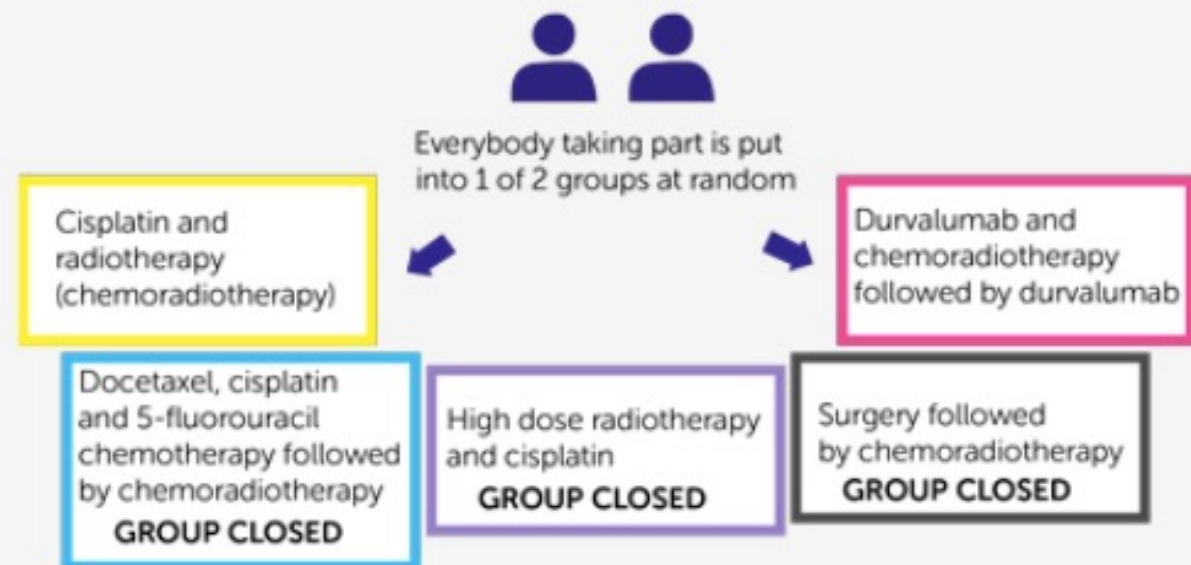 Everybody taking part is put
into 1 of 2 groups at random
Cisplatin and
radiotherapy
(chemoradiotherapy)
Durvalumab and
chemoradiotherapy
followed by durvalumab
Docetaxel, cisplatin
and 5-fluorouracil
chemotherapy followed
by chemoradiotherapy
GROUP CLOSED
High dose radiotherapy
and cisplatin
GROUP CLOSED
Surgery followed
by chemoradiotherapy
GROUP CLOSED